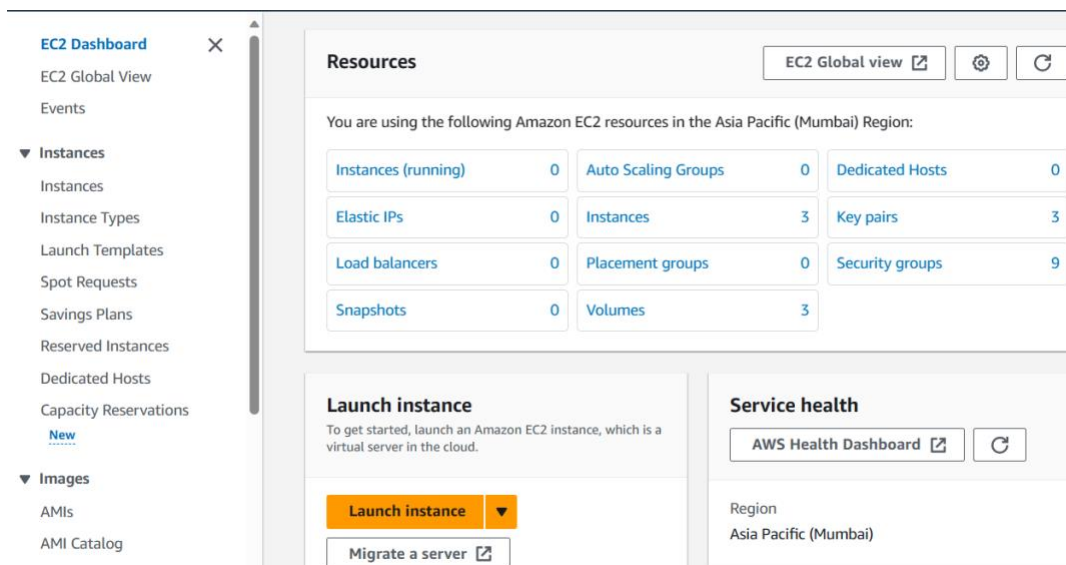 EC2 Dashboard
EC2 Global View
Events
Instances
Instances
Instance Types
Launch Templates
Spot Requests
Savings Plans
Reserved Instances
Dedicated Hosts
Capacity Reservations
New
Images
AMIs
AMI Catalog
Resources
EC2 Global view
You are using the following Amazon EC2 resources in the Asia Pacific (Mumbai) Region:
Instances (running) 0 Auto Scaling Groups 0 Dedicated Hosts 0
Elastic IPs 0 Instances 3 Key pairs 3
Load balancers 0 Placement groups 0 Security groups 9
Snapshots 0 Volumes 3
Launch instance
To get started, launch an Amazon EC2 instance, which is a
virtual server in the cloud.
Launch instance
Migrate a server
Service health
AWS Health Dashboard
Region
Asia Pacific (Mumbai)